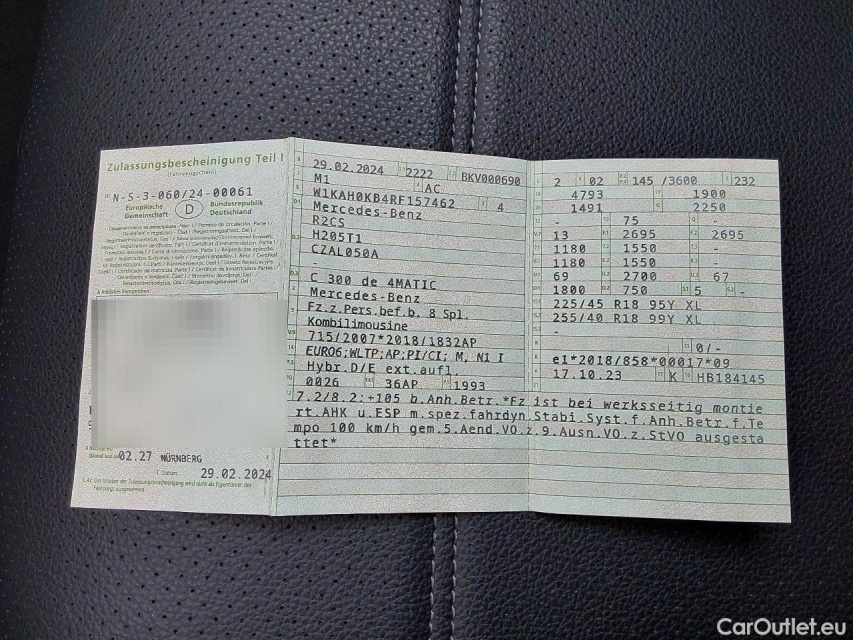 Zulassungsbescheinigung Teil I
(Fahrzeugschein)
N-S-3-060/24-00061
Europäische Gemeinschaft
D
Bundesrepublik Deutschland
02.27 NÜRNBERG
29.02.2024
29.02.2024 2222 BKV000690
M1 AC
W1KAH0KB4RF157462 4
Mercedes-Benz
R2CS
H205T1
CZAL050A
-
C 300 de 4MATIC
Mercedes-Benz
Fz.z.Pers.bef.b. 8 Spl.
Kombilimousine
715/2007*2018/1832AP
EURO6;WLTP;AP;PI/CI; M, N1 I
Hybr.D/E ext.aufl.
0026 36AP 1993
2 02 145 /3600 232
4793 1900
1491 2250
- 75 -
13 2695 2695
1180 1550 -
1180 1550 -
69 2700 67
1800 750 5 -
225/45 R18 95Y XL
255/40 R18 99Y XL
-
0/-
e1*2018/858*00017*09
17.10.23 K HB184145
7.2/8.2:+105 b.Anh.Betr.*Fz ist bei werksseitig montie
rt.AHK u.ESP m.spez.fahrdyn.Stabi.Syst.f.Anh.Betr.f.Te
mpo 100 km/h gem.5.Aend.VO.z.9.Ausn.VO.z.StVO ausgesta
ttet*
CarOutlet.eu